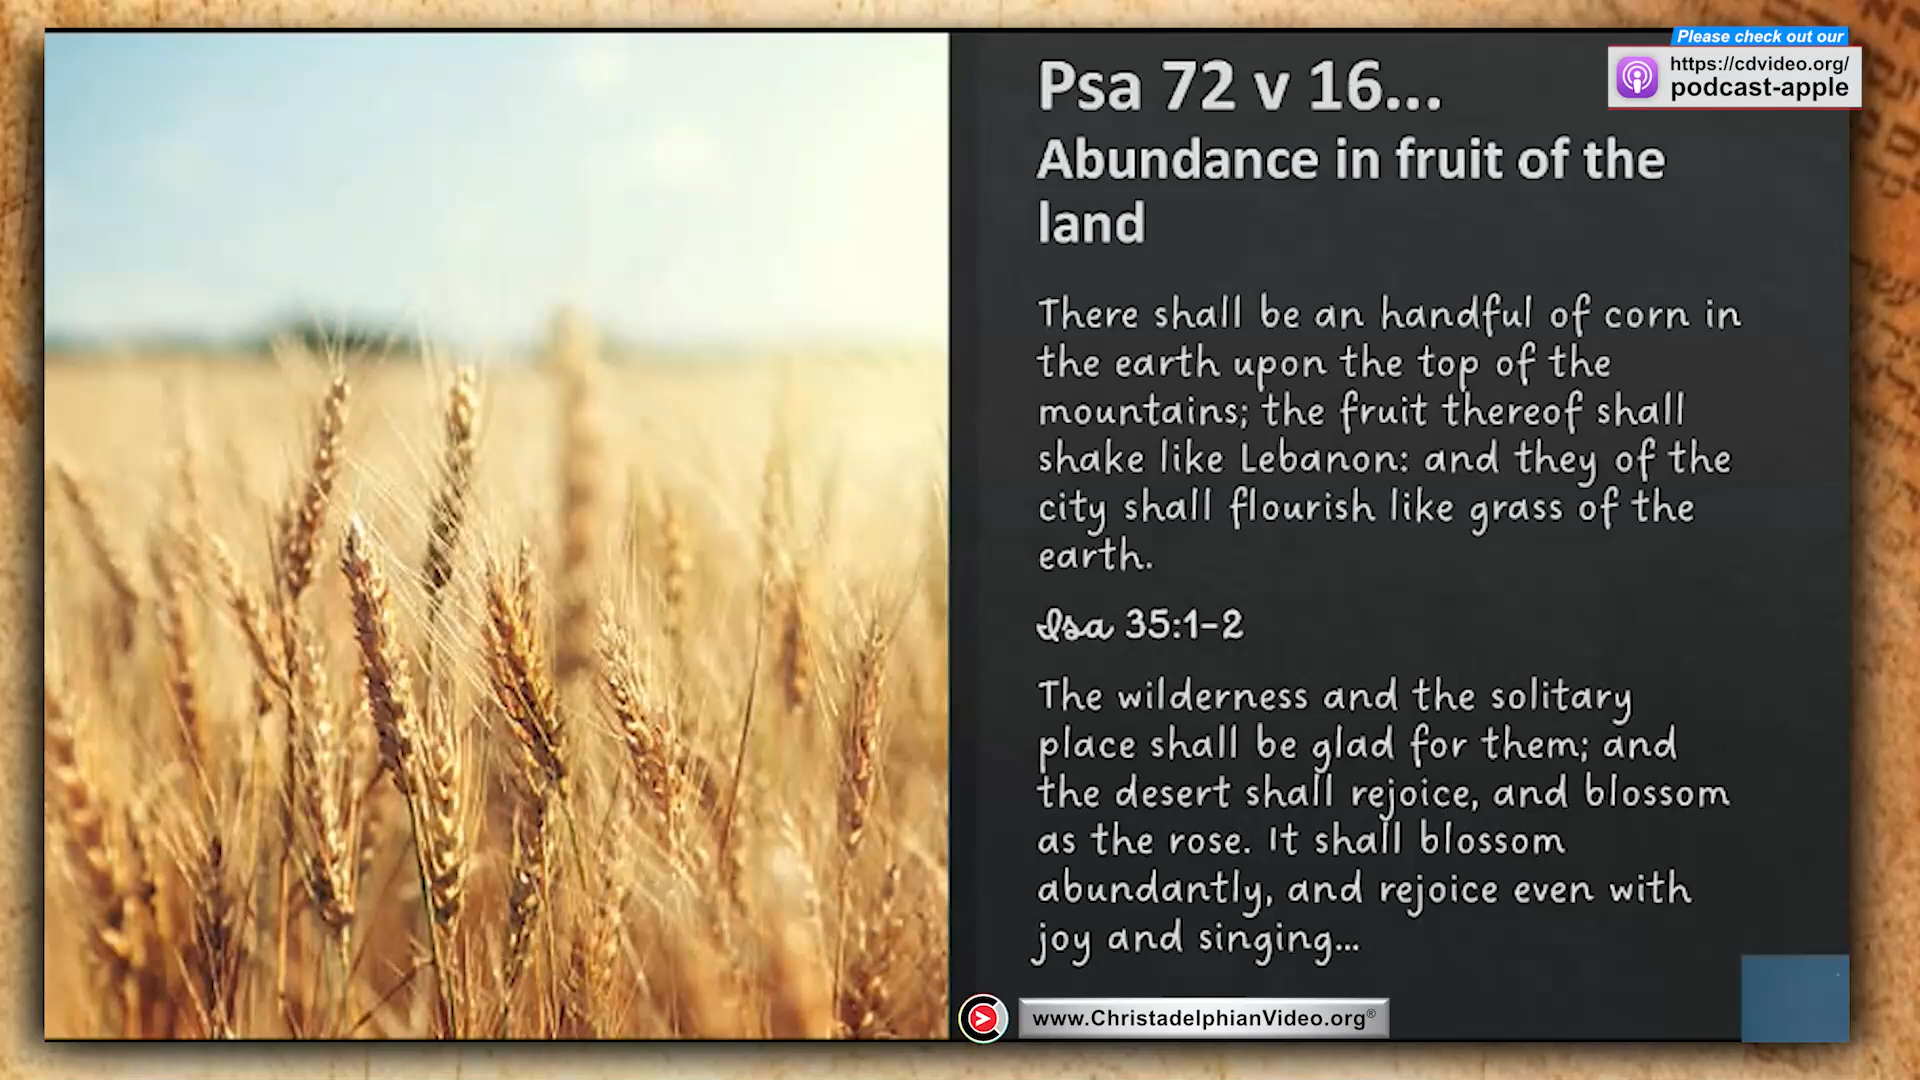 Please check out our
https://cdvideo.org/
podcast-apple
Psa 72 v 16...
Abundance in fruit of the
land
There shall be an handful of corn in
the earth upon the top of the
mountains; the fruit thereof shall
shake like Lebanon: and they of the
city shall flourish like grass of the
earth.
Isa 35:1-2
The wilderness and the solitary
place shall be glad for them; and
the desert shall rejoice, and blossom
as the rose. It shall blossom
abundantly, and rejoice even with
joy and singing...
www.ChristadelphianVideo.org®